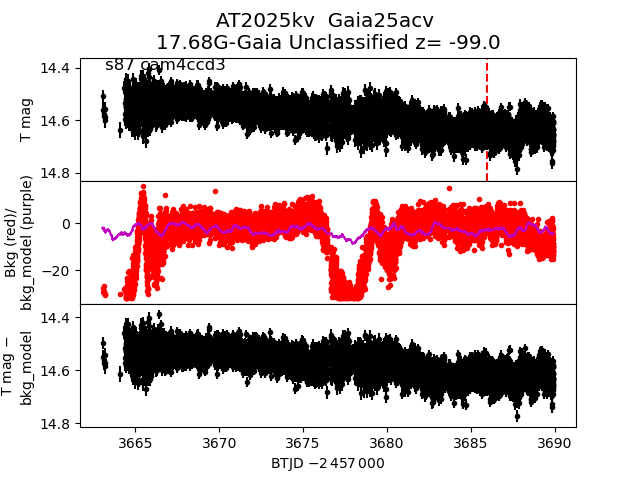 AT2025kv  Gaia25acv
17.68G-Gaia Unclassified z= -99.0
s87 cam4ccd3
14.4
14.6
14.8
T mag
0
−20
Bkg (red)/
bkg_model (purple)
14.4
14.6
14.8
T mag −
bkg_model
3665 3670 3675 3680 3685 3690
BTJD −2 457 000